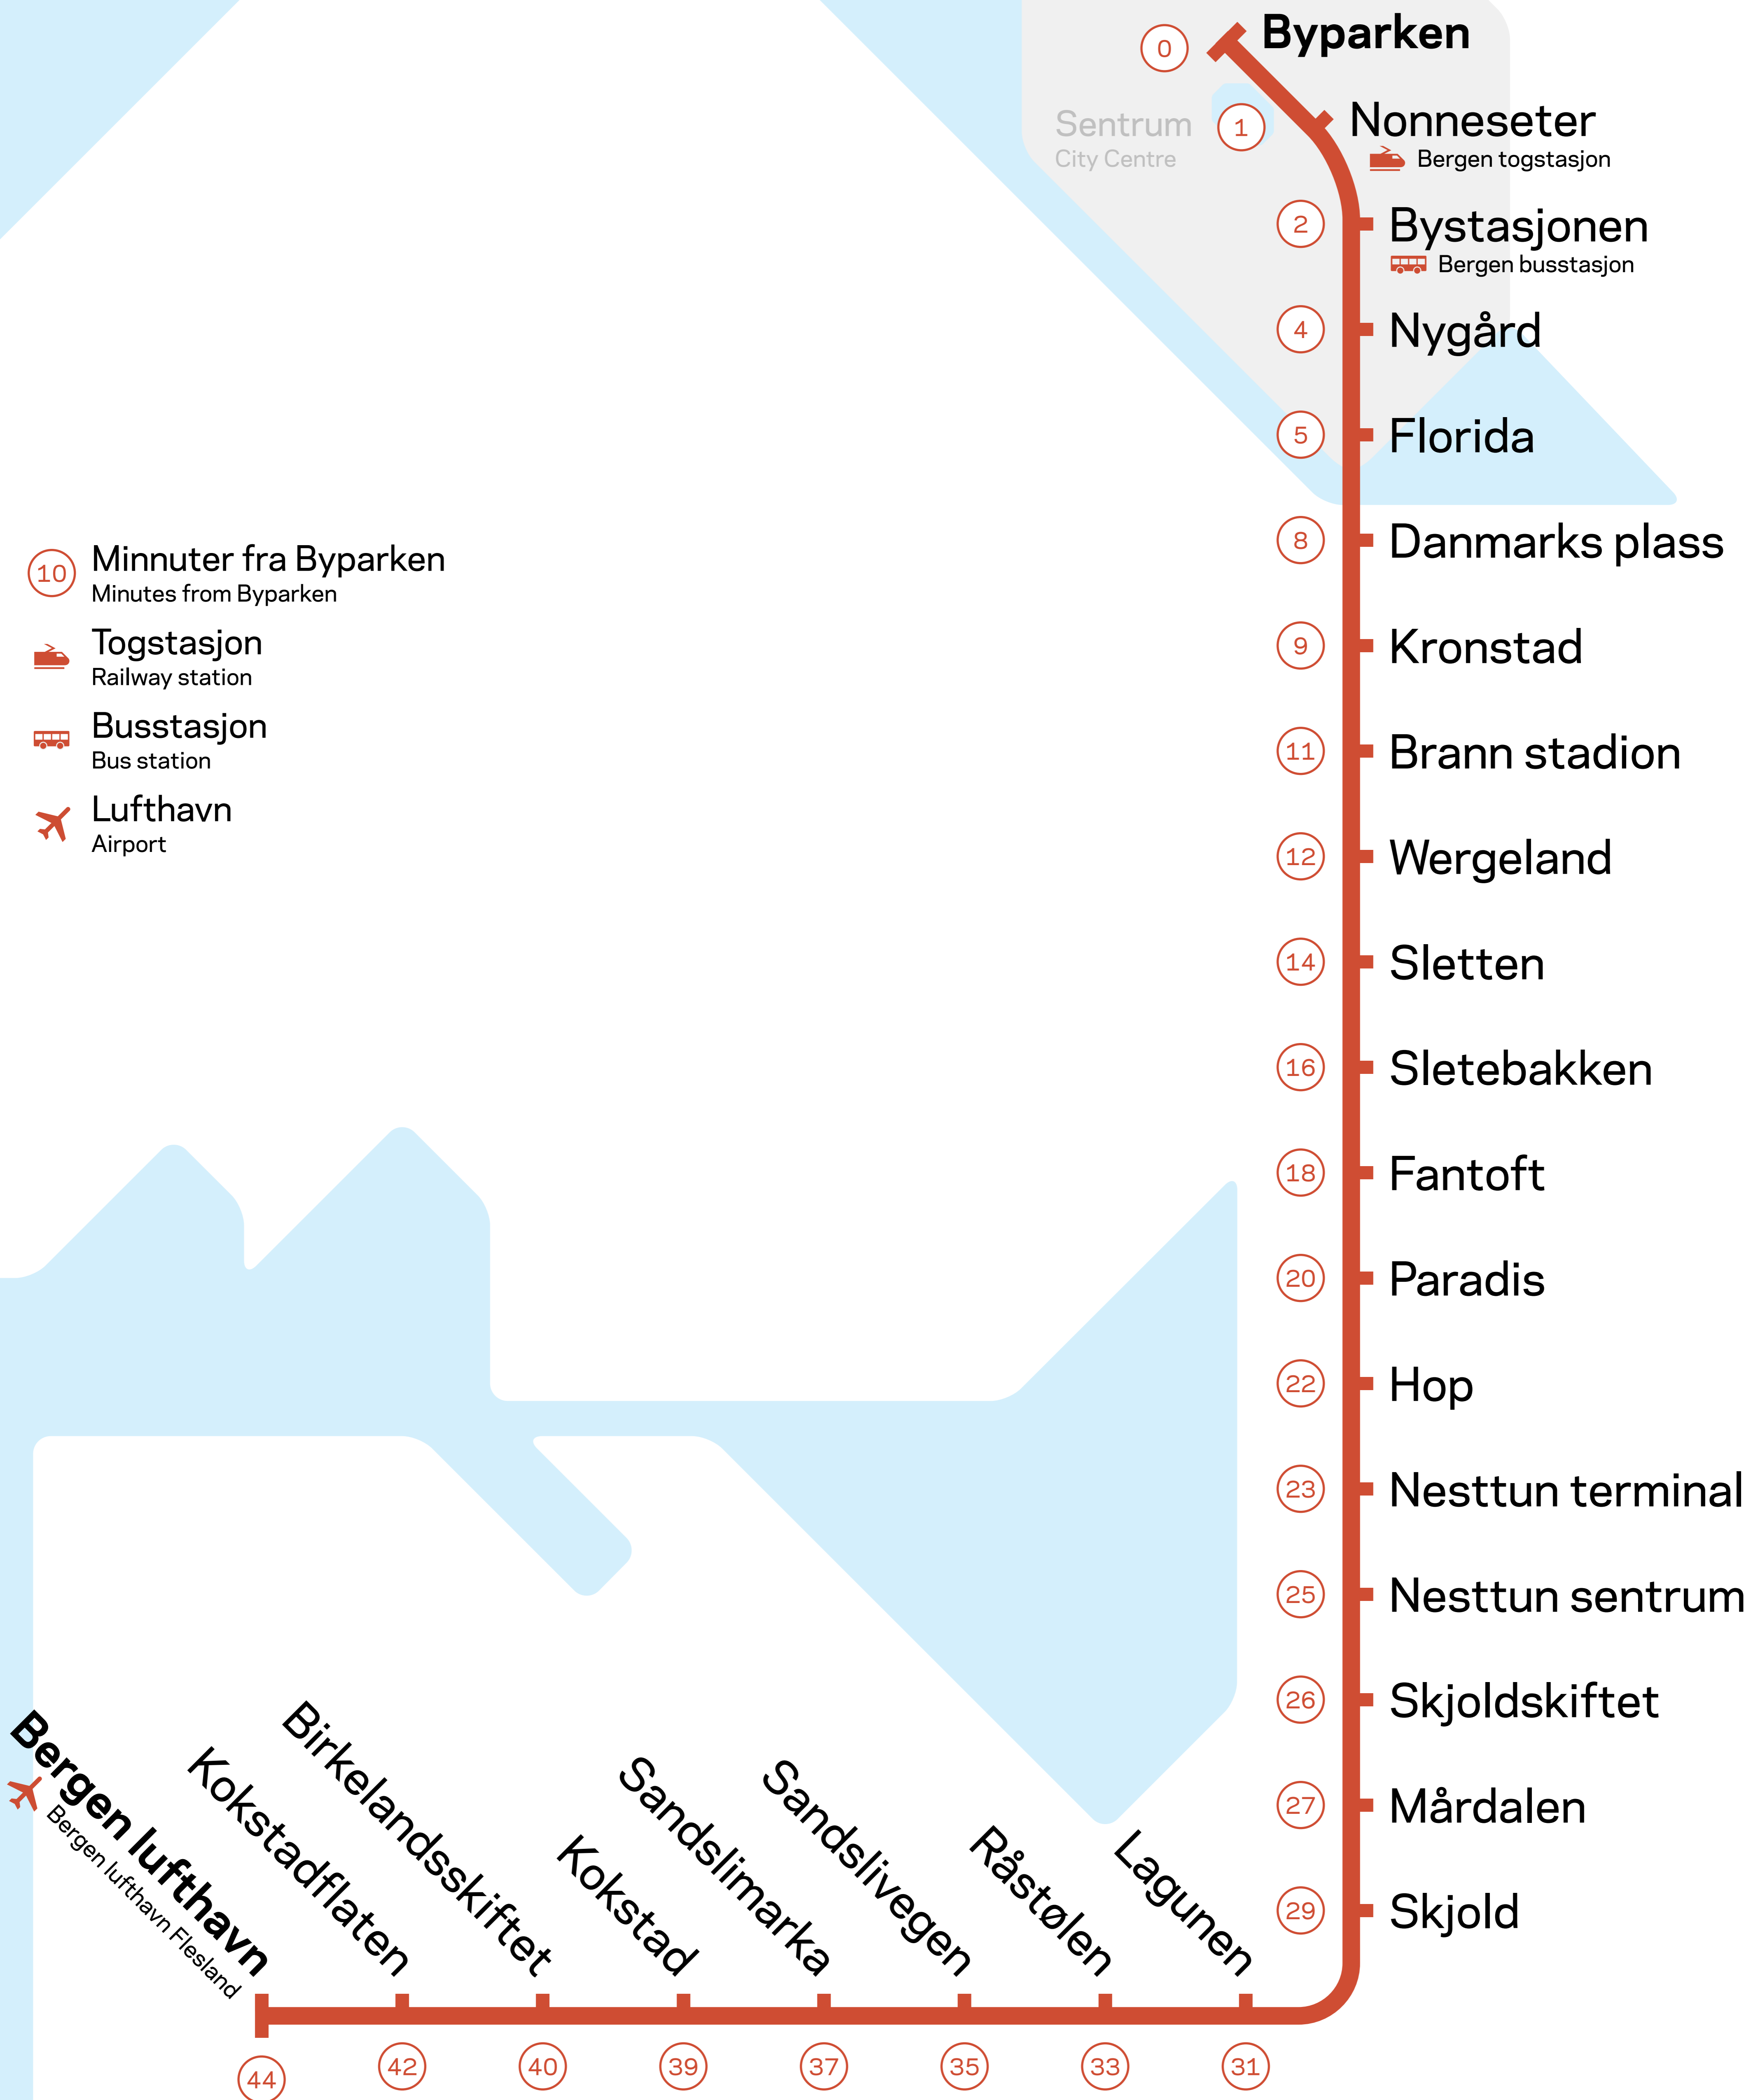 0
Byparken
Sentrum
City Centre
1
Nonneseter
Bergen togstasjon
2
Bystasjonen
Bergen busstasjon
4
Nygård
5
Florida
8
Danmarks plass
10
Minnuter fra Byparken
Minutes from Byparken
Togstasjon
Railway station
Busstasjon
Bus station
Lufthavn
Airport
9
Kronstad
11
Brann stadion
12
Wergeland
14
Sletten
16
Sletebakken
18
Fantoft
20
Paradis
22
Hop
23
Nesttun terminal
25
Nesttun sentrum
26
Skjoldskiftet
27
Mårdalen
29
Skjold
Bergen lufthavn
Bergen lufthavn Flesland
Kokstadflaten
Birkelandsskiftet
Kokstad
Sandslimarka
Sandslivegen
Råstølen
Lagunen
44
42
40
39
37
35
33
31